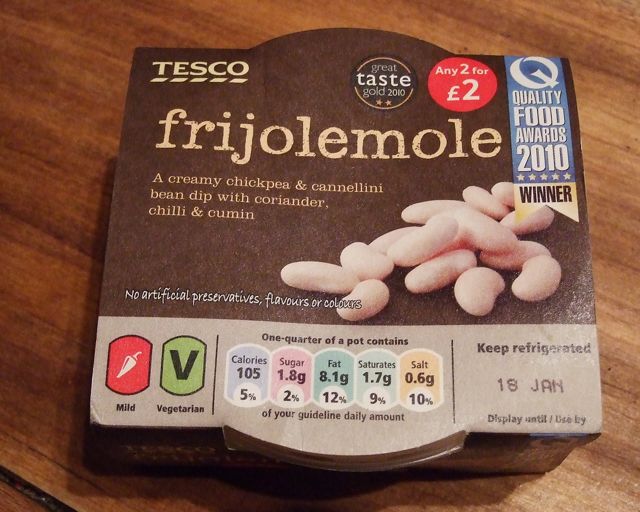 TESCO
great
taste
gold 2010
Any 2 for
£2
Q
QUALITY
FOOD
AWARDS
2010
WINNER
frijolemole
A creamy chickpea & cannellini
bean dip with coriander,
chilli & cumin
No artificial preservatives, flavours or colours
Mild
V
Vegetarian
One-quarter of a pot contains
Calories Sugar Fat Saturates Salt
105 1.8g 8.1g 1.7g 0.6g
5% 2% 12% 9% 10%
of your guideline daily amount
Keep refrigerated
18 JAN
Display until / Use by
TESCO